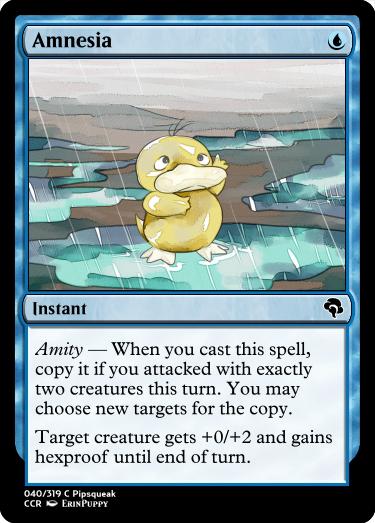 Amnesia
Instant
Amity — When you cast this spell,
copy it if you attacked with exactly
two creatures this turn. You may
choose new targets for the copy.
Target creature gets +0/+2 and gains
hexproof until end of turn.
040/319 C Pipsqueak
CCR ErinPuppy